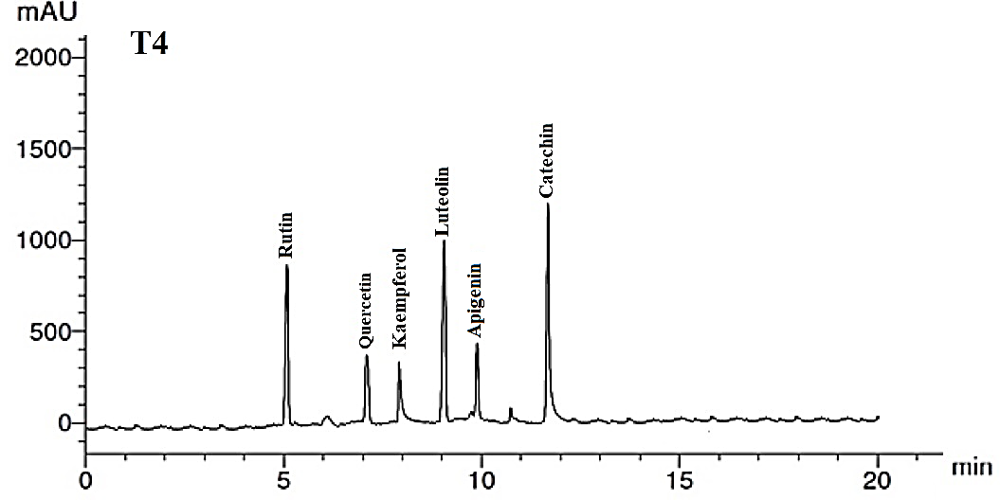 mAU
T4
2000
1500
1000
500
0
Rutin
Quercetin
Kaempferol
Luteolin
Apigenin
Catechin
0 5 10 15 20 min